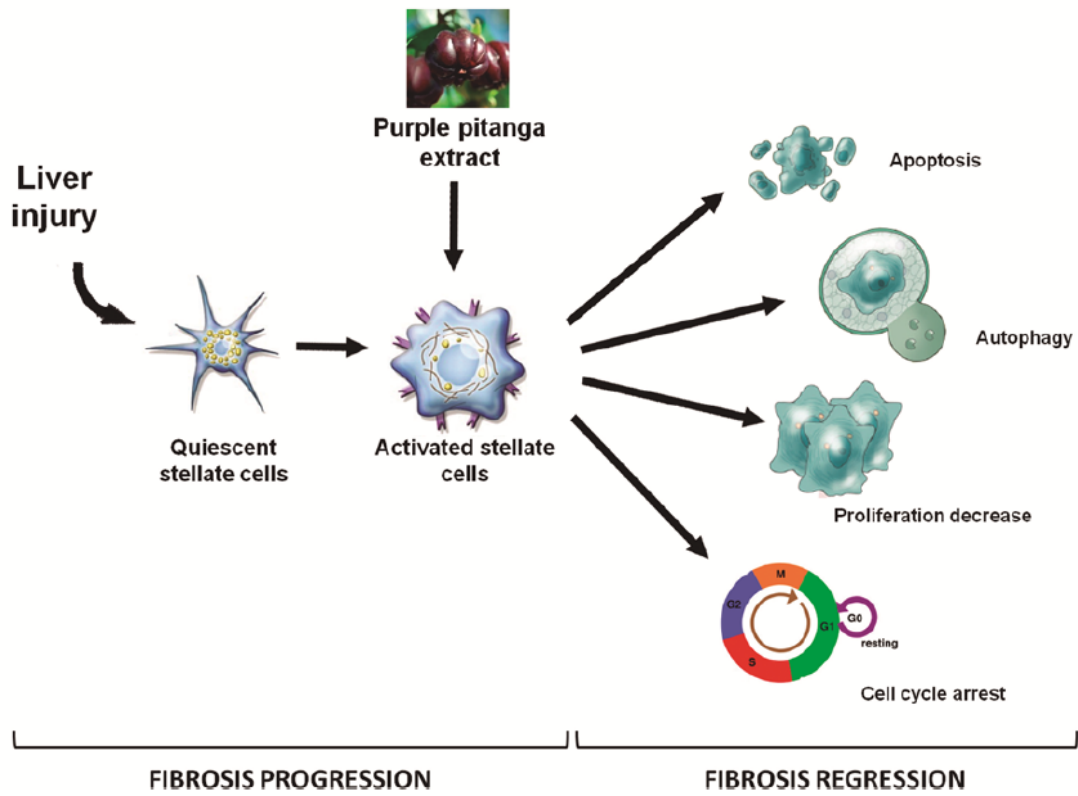 Purple pitanga
extract
Liver
injury
Apoptosis
Autophagy
Quiescent
stellate cells
Activated stellate
cells
Proliferation decrease
M
G2
G1
G0
S
resting
Cell cycle arrest
FIBROSIS PROGRESSION
FIBROSIS REGRESSION